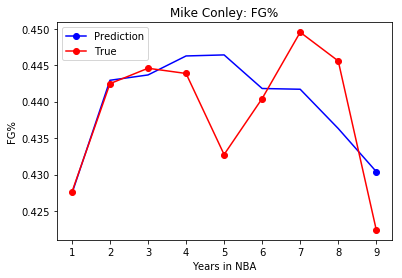 Mike Conley: FG%
Prediction
True
FG%
0.450
0.445
0.440
0.435
0.430
0.425
1 2 3 4 5 6 7 8 9
Years in NBA